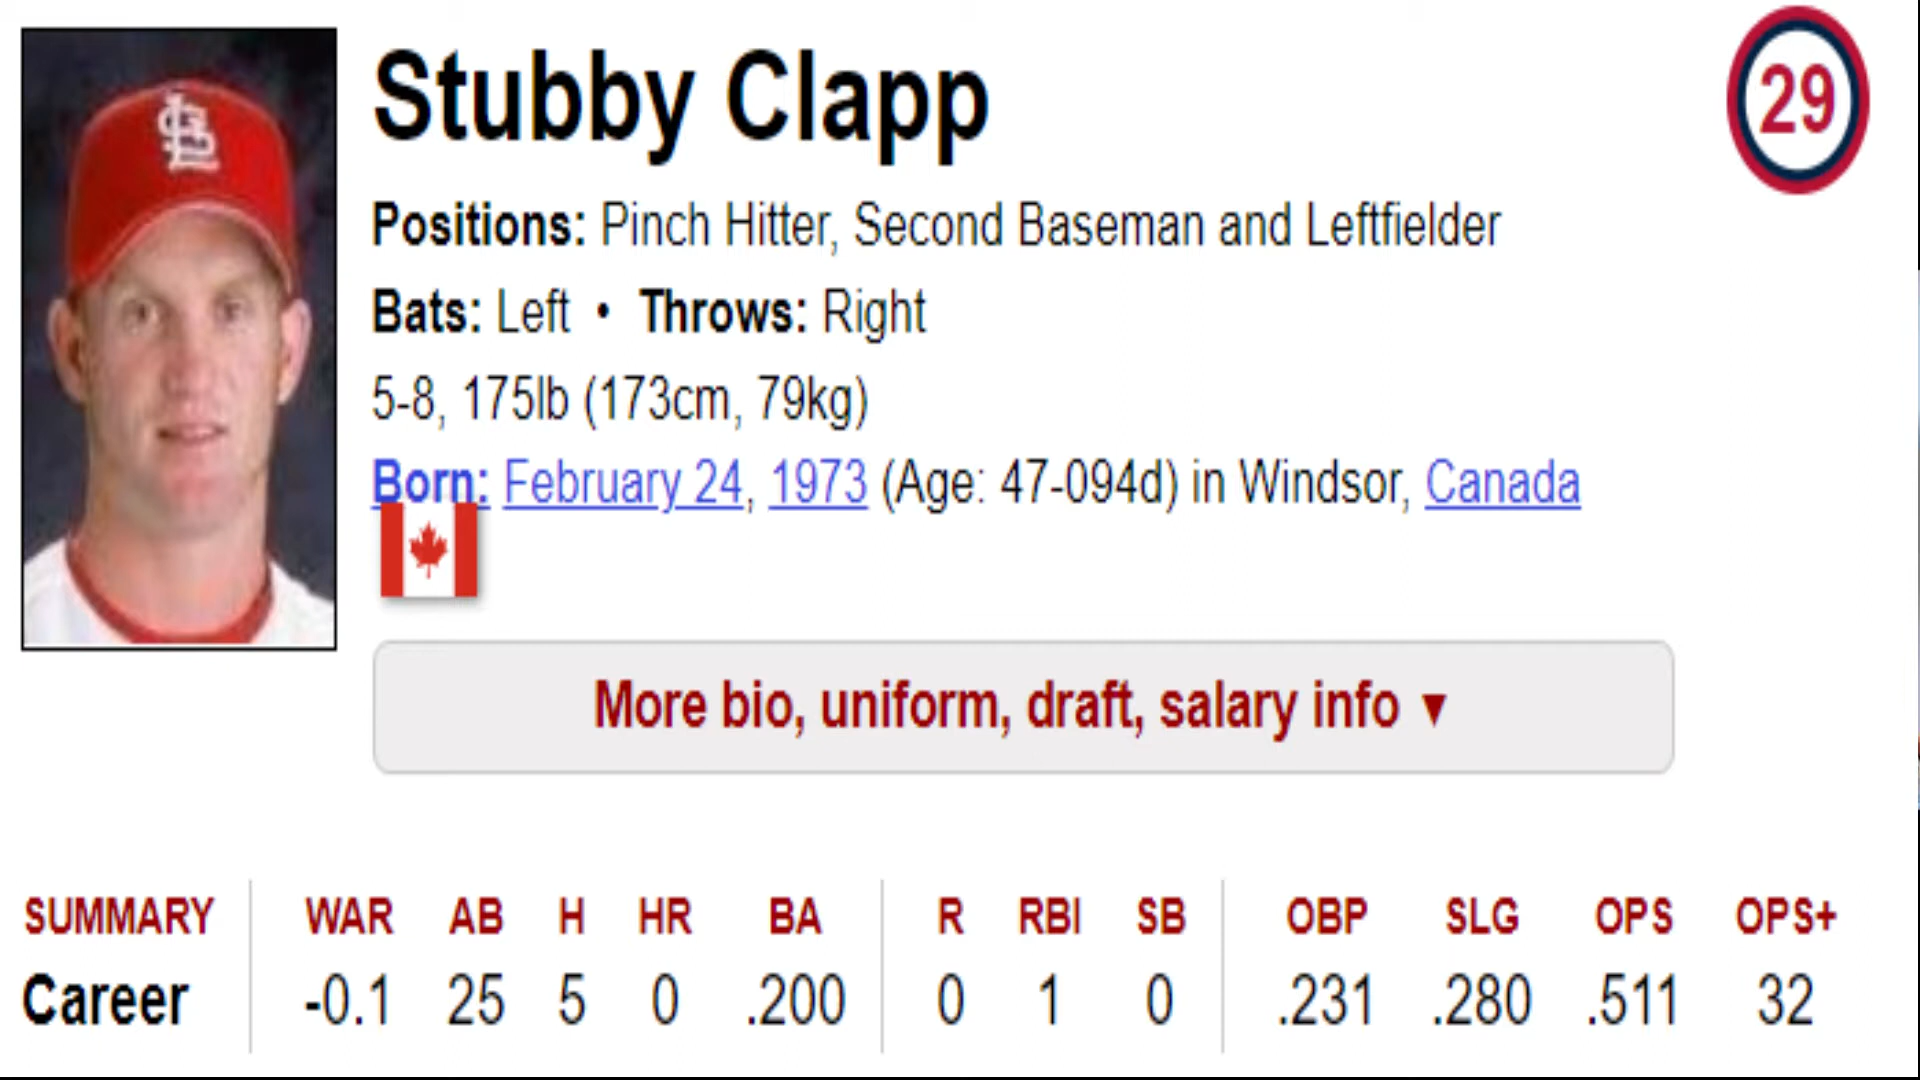 Stubby Clapp
29
Positions: Pinch Hitter, Second Baseman and Leftfielder
Bats: Left • Throws: Right
5-8, 175lb (173cm, 79kg)
Born: February 24, 1973 (Age: 47-094d) in Windsor, Canada
More bio, uniform, draft, salary info ▼
SUMMARY WAR AB H HR BA R RBI SB OBP SLG OPS OPS+
Career -0.1 25 5 0 .200 0 1 0 .231 .280 .511 32